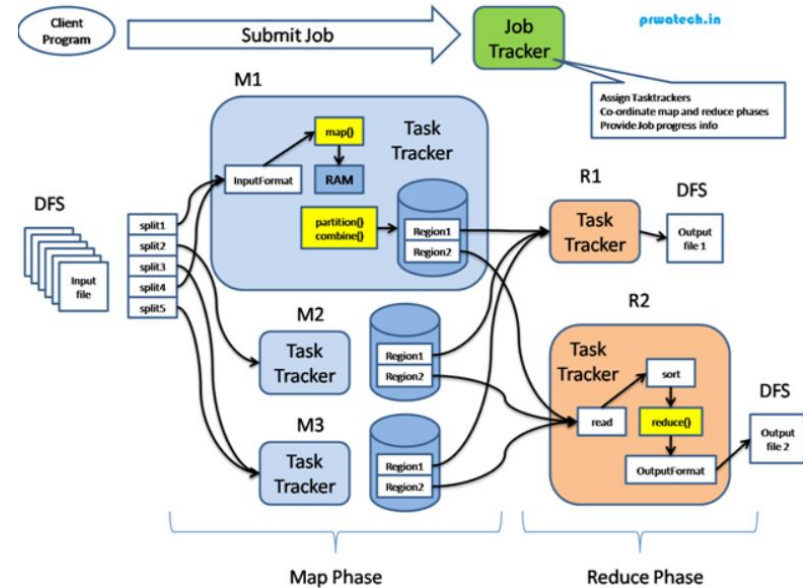 Client
Program
Submit Job
Job
Tracker
prwatech.in
Assign Tasktrackers
Co-ordinate map and reduce phases
Provide Job progress info
M1
map()
Task
Tracker
InputFormat
RAM
partition()
combine()
Region1
Region2
DFS
Input
file
split1
split2
split3
split4
split5
M2
Task
Tracker
Region1
Region2
M3
Task
Tracker
Region1
Region2
R1
Task
Tracker
DFS
Output
file 1
R2
Task
Tracker
sort
read
reduce()
OutputFormat
DFS
Output
file 2
Map Phase
Reduce Phase